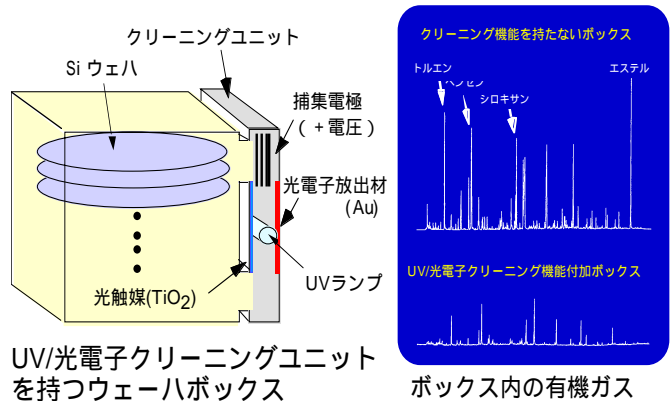 クリーニングユニット
Si ウェハ
捕集電極
( + 電圧 )
光電子放出材
(Au)
UVランプ
光触媒(TiO2)
UV/光電子クリーニングユニット
を持つウェーハボックス
クリーニング機能を持たないボックス
トルエン
ベンゼン
シロキサン
エステル
UV/光電子クリーニング機能付加ボックス
ボックス内の有機ガス